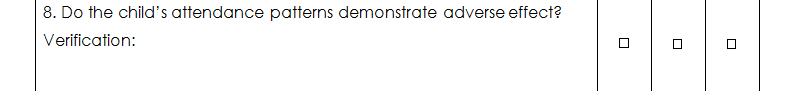 8. Do the child's attendance patterns demonstrate adverse effect?
Verification: